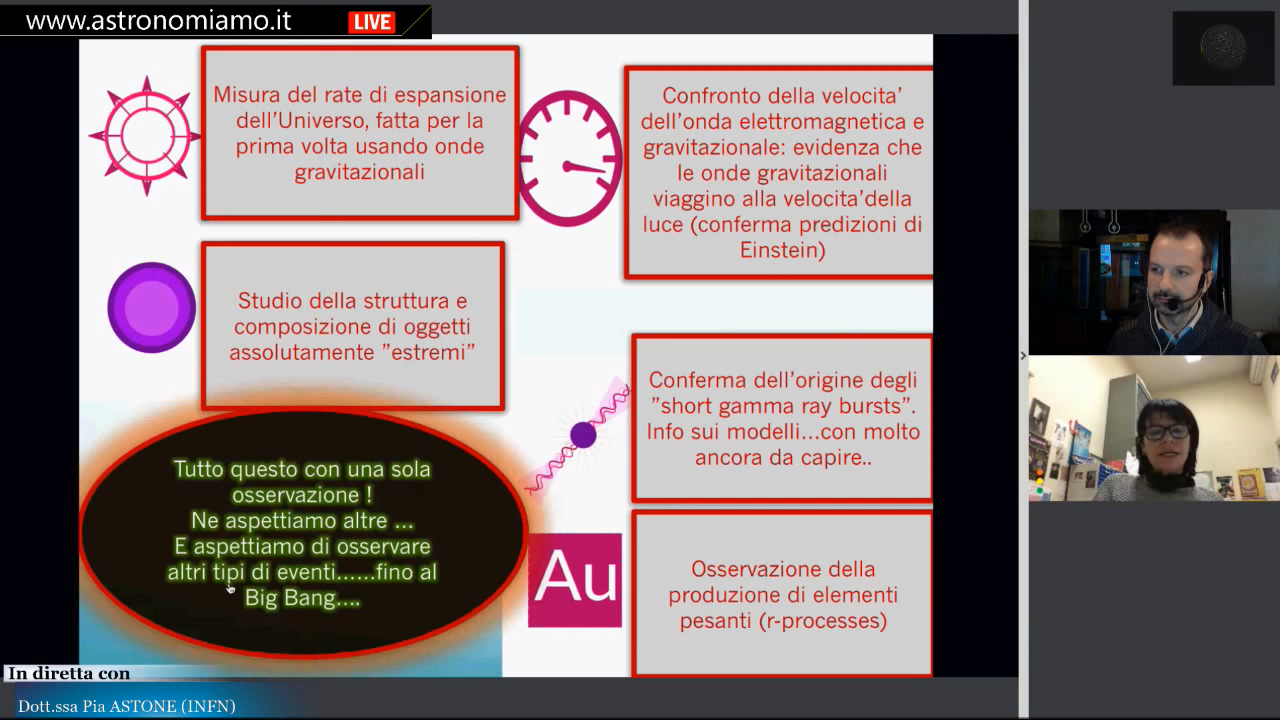 www.astronomiamo.it
LIVE
Misura del rate di espansione
dell'Universo, fatta per la
prima volta usando onde
gravitazionali
Confronto della velocita'
dell'onda elettromagnetica e
gravitazionale: evidenza che
le onde gravitazionali
viaggino alla velocita'della
luce (conferma predizioni di
Einstein)
Studio della struttura e
composizione di oggetti
assolutamente "estremi"
Conferma dell'origine degli
"short gamma ray bursts".
Info sui modelli...con molto
ancora da capire..
Tutto questo con una sola
osservazione !
Ne aspettiamo altre ...
E aspettiamo di osservare
altri tipi di eventi......fino al
Big Bang....
Au
Osservazione della
produzione di elementi
pesanti (r-processes)
In diretta con
Dott.ssa Pia ASTONE (INFN)